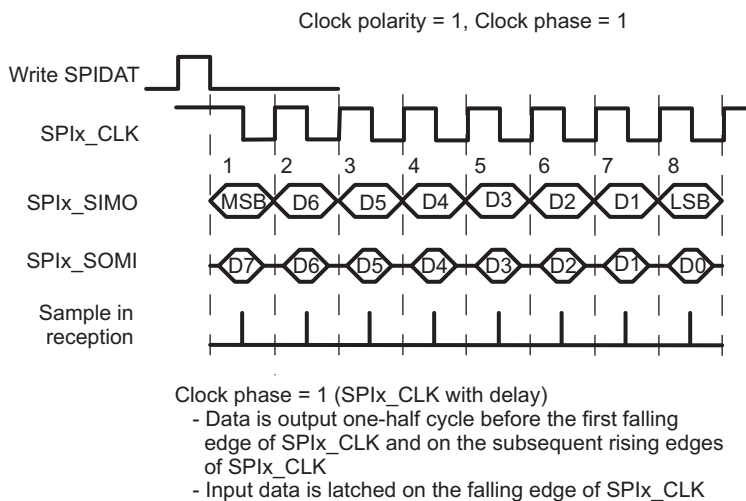 Clock polarity = 1, Clock phase = 1
Write SPIDAT
SPIx_CLK
1 2 3 4 5 6 7 8
SPIx_SIMO MSB D6 D5 D4 D3 D2 D1 LSB
SPIx_SOMI D7 D6 D5 D4 D3 D2 D1 D0
Sample in
reception
Clock phase = 1 (SPIx_CLK with delay)
- Data is output one-half cycle before the first falling
edge of SPIx_CLK and on the subsequent rising edges
of SPIx_CLK
- Input data is latched on the falling edge of SPIx_CLK